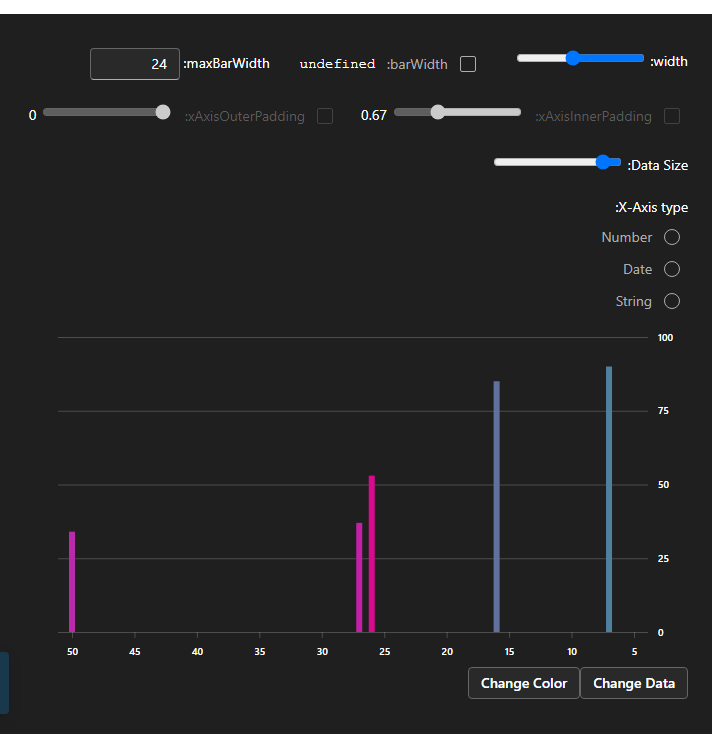 :width
:barWidth undefined
:maxBarWidth 24
:xAxisInnerPadding 0.67
:xAxisOuterPadding 0
:Data Size
:X-Axis type
Number
Date
String
100
75
50
25
0
50 45 40 35 30 25 20 15 10 5
Change Color Change Data